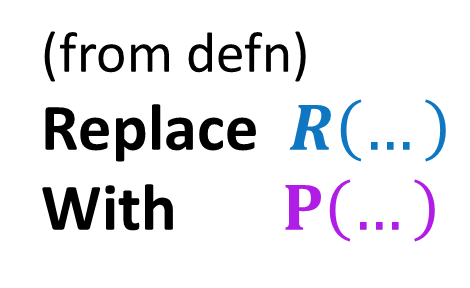 (from defn)
Replace R(...)
With P(...)